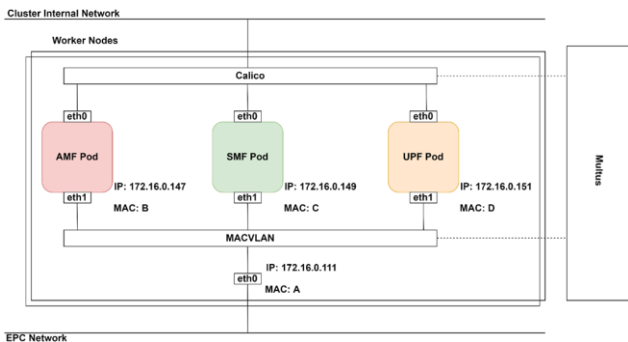 Cluster Internal Network
Worker Nodes
Calico
eth0
eth0
eth0
AMF Pod
SMF Pod
UPF Pod
Multus
IP: 172.16.0.147
IP: 172.16.0.149
IP: 172.16.0.151
eth1
eth1
eth1
MAC: B
MAC: C
MAC: D
MACVLAN
IP: 172.16.0.111
eth0
MAC: A
EPC Network